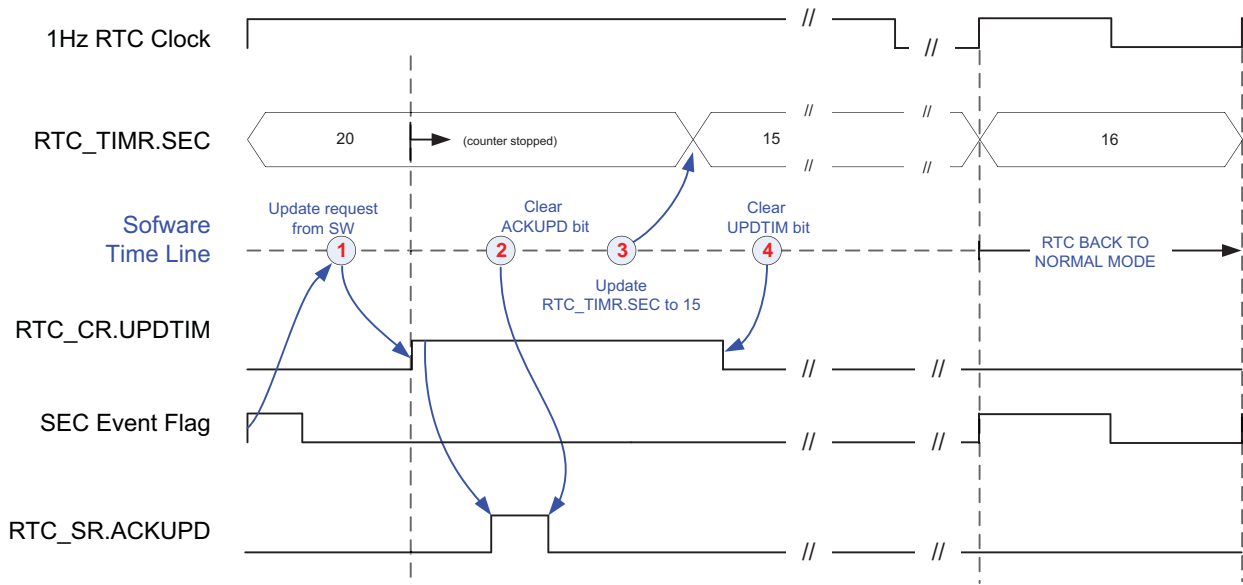 1Hz RTC Clock
//
//
RTC_TIMR.SEC
20
(counter stopped)
//
//
15
//
//
16
Sofware
Time Line
Update request
from SW
1
Clear
ACKUPD bit
2
3
Update
RTC_TIMR.SEC to 15
Clear
UPDTIM bit
4
RTC BACK TO
NORMAL MODE
RTC_CR.UPDTIM
//
//
SEC Event Flag
//
//
RTC_SR.ACKUPD
//
//